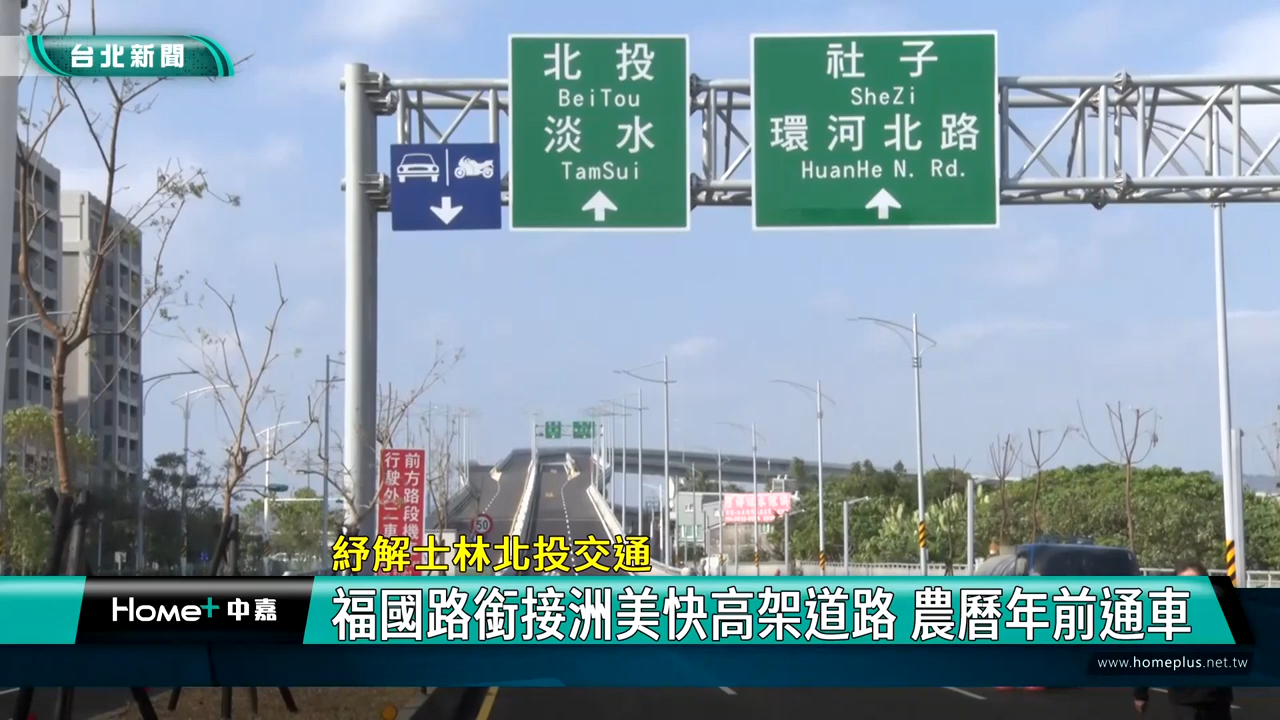 台北新聞
北投
BeiTou
淡水
TamSui
社子
SheZi
環河北路
HuanHe N. Rd.
前方路段機
行駛外二車
50
紓解士林北投交通
Home+中嘉
福國路銜接洲美快高架道路 農曆年前通車
www.homeplus.net.tw